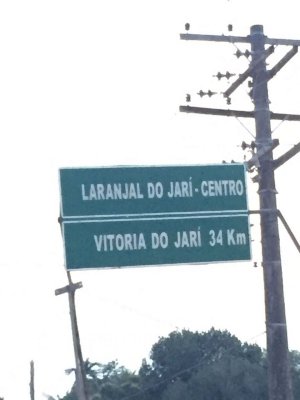 LARANJAL DO JARÍ - CENTRO
VITORIA DO JARÍ 34 Km